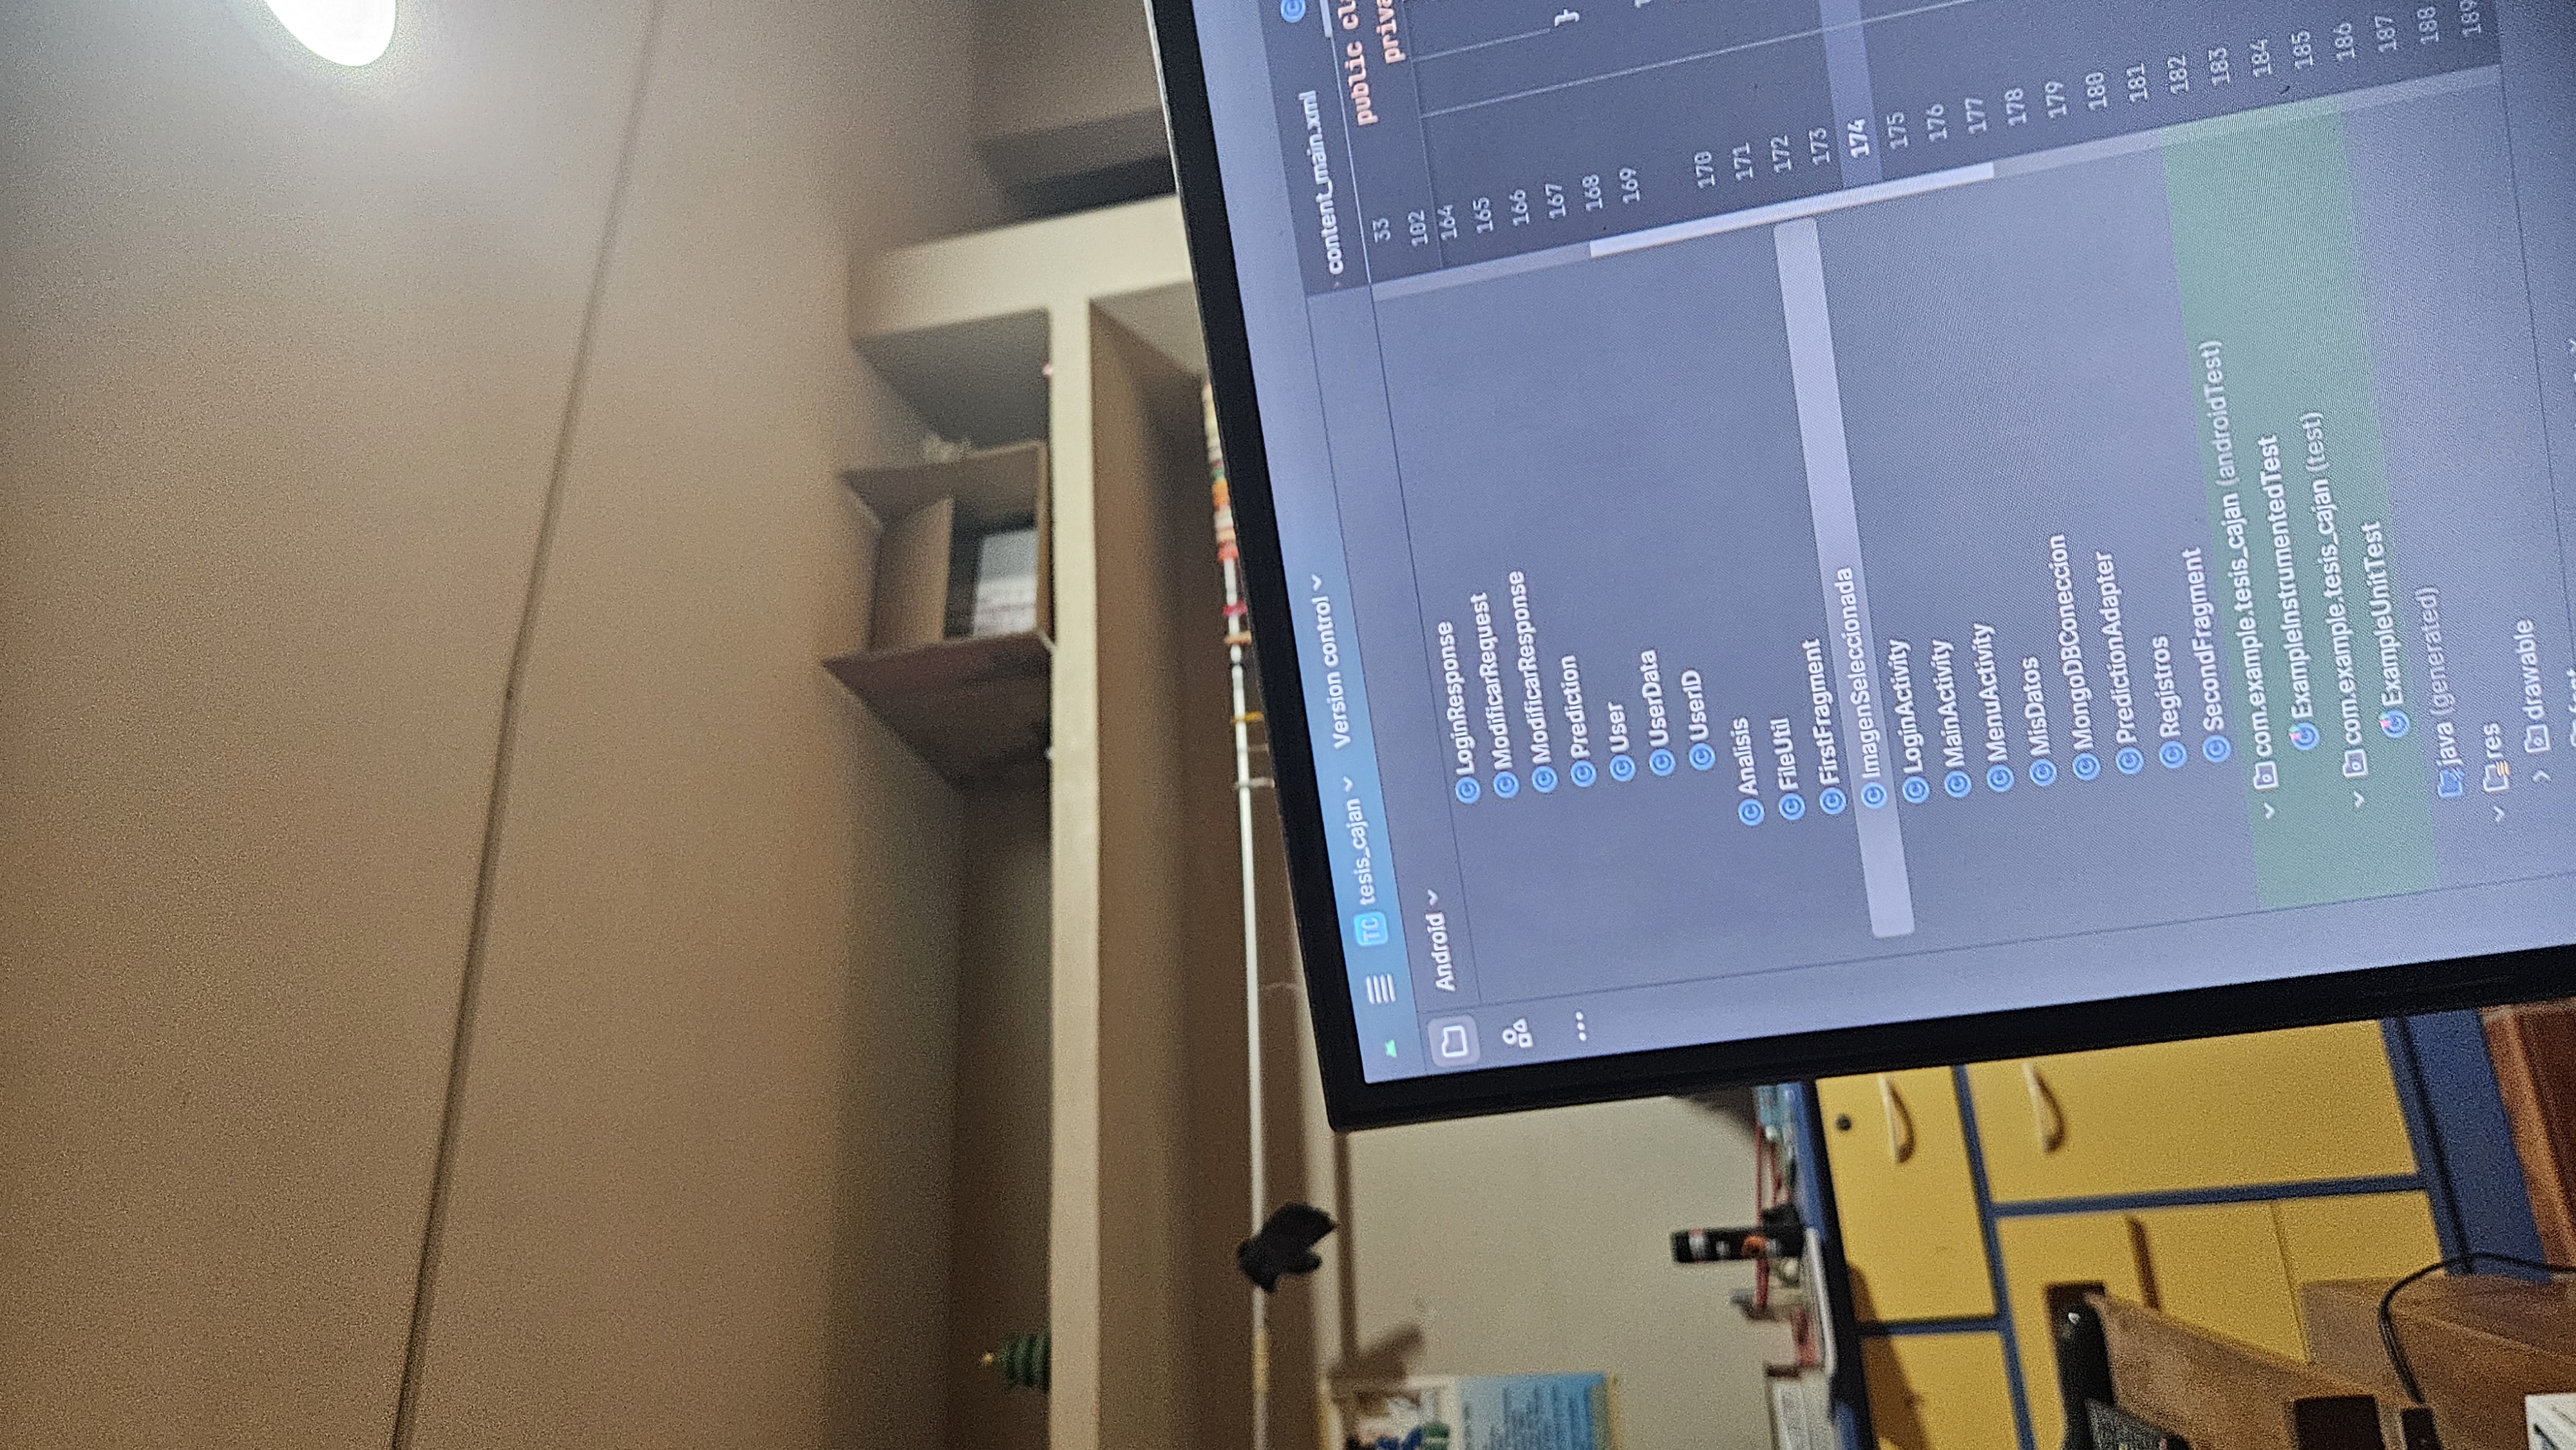 TC tesis_cajan Version control
Android
LoginResponse
ModificarRequest
ModificarResponse
Prediction
User
UserData
UserID
Analisis
FileUtil
FirstFragment
ImagenSeleccionada
LoginActivity
MainActivity
MenuActivity
MisDatos
MongoDBConeccion
PredictionAdapter
Registros
SecondFragment
com.example.tesis_cajan (androidTest)
ExampleInstrumentedTest
com.example.tesis_cajan (test)
ExampleUnitTest
java (generated)
res
drawable
content_main.xml
33 public cl
102 priva
164
165
166
167
168 }
169
170
171
172
173
174
175
176
177
178
179
180
181
182
183
184
185
186
187
188
189